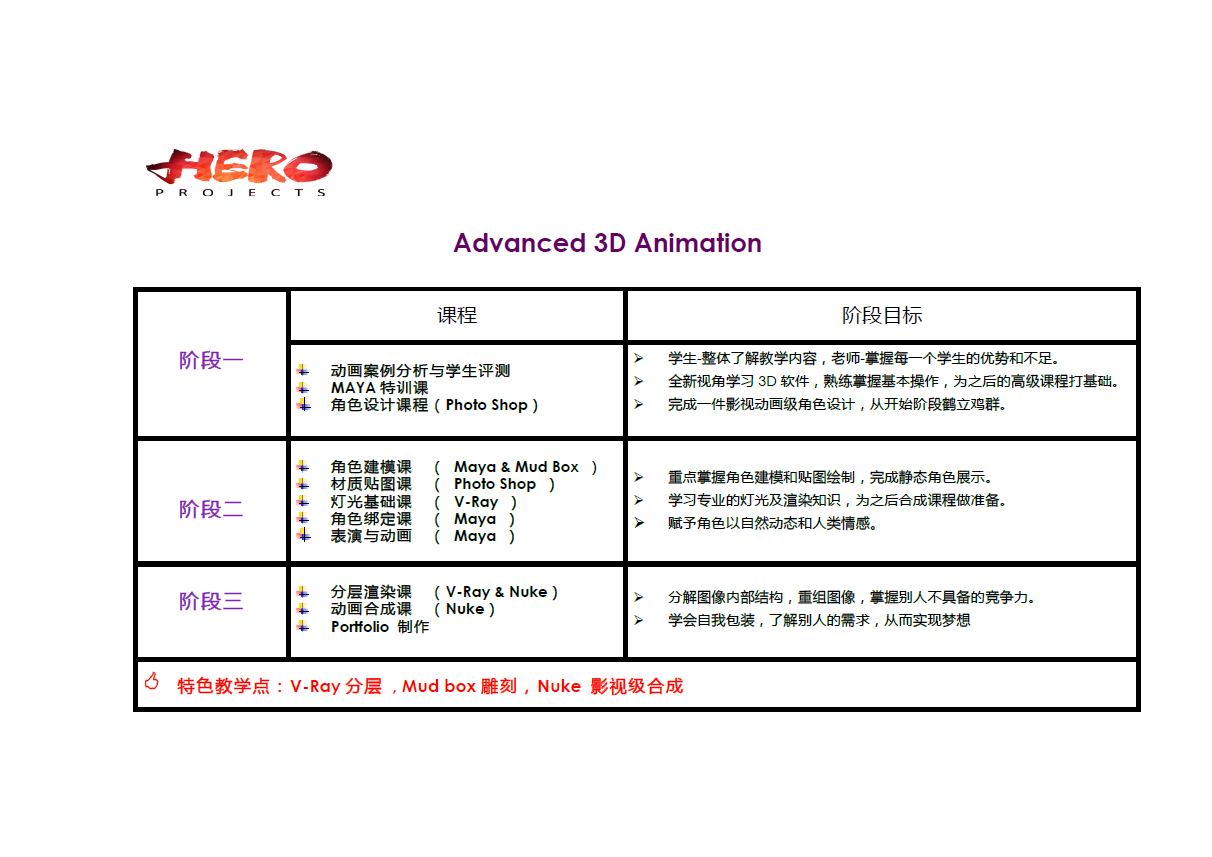 HERO
PROJECTS
Advanced 3D Animation
阶段一
课程
阶段目标
动画案例分析与学生评测
MAYA 特训课
角色设计课程（Photo Shop）
学生-整体了解教学内容，老师-掌握每一个学生的优势和不足。
全新视角学习 3D 软件，熟练掌握基本操作，为之后的高级课程打基础。
完成一件影视动画级角色设计，从开始阶段鹤立鸡群。
阶段二
角色建模课 （ Maya & Mud Box ）
材质贴图课 （ Photo Shop ）
灯光基础课 （ V-Ray ）
角色绑定课 （ Maya ）
表演与动画 （ Maya ）
重点掌握角色建模和贴图绘制，完成静态角色展示。
学习专业的灯光及渲染知识，为之后合成课程做准备。
赋予角色以自然动态和人类情感。
阶段三
分层渲染课 （V-Ray & Nuke）
动画合成课 （Nuke）
Portfolio 制作
分解图像内部结构，重组图像，掌握别人不具备的竞争力。
学会自我包装，了解别人的需求，从而实现梦想
特色教学点：V-Ray 分层 , Mud box 雕刻，Nuke 影视级合成